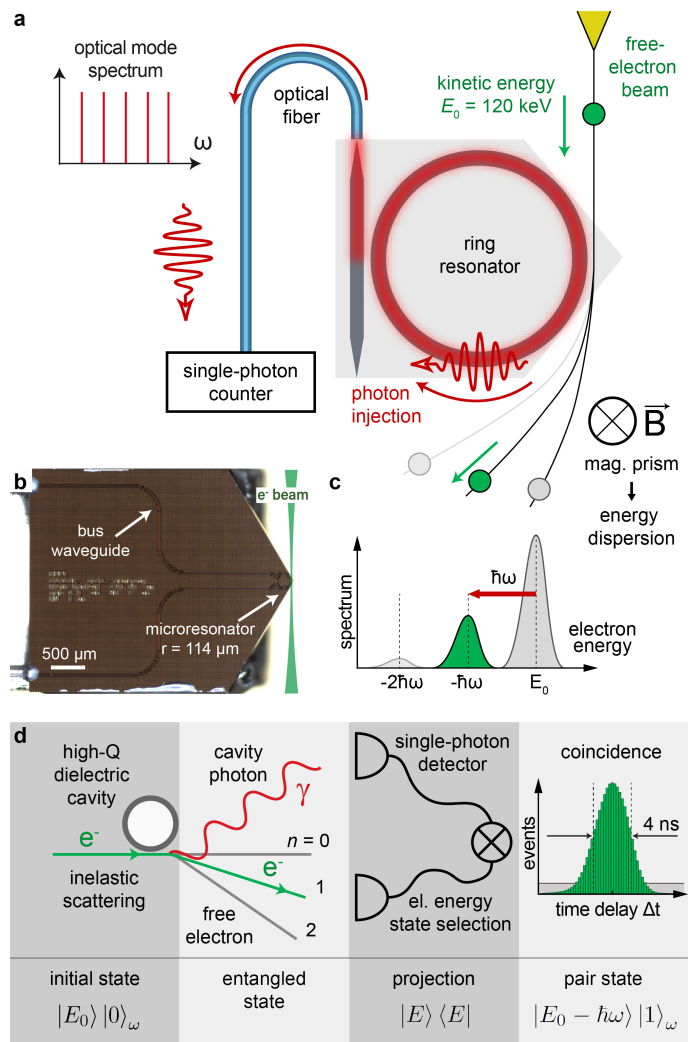 a
optical mode
spectrum
ω
optical
fiber
kinetic energy
E₀ = 120 keV
free-
electron
beam
ring
resonator
single-photon
counter
photon
injection
B
mag. prism
energy
dispersion
b
e⁻ beam
bus
waveguide
microresonator
r = 114 µm
500 µm
c
spectrum
ħω
electron
energy
-2ħω
-ħω
E₀
d
high-Q
dielectric
cavity
e⁻
inelastic
scattering
initial state
|E₀⟩ |0⟩_ω
cavity
photon
γ
n = 0
e⁻
1
free
electron
2
entangled
state
single-photon
detector
el. energy
state selection
projection
|E⟩ ⟨E|
coincidence
events
4 ns
time delay Δt
pair state
|E₀ − ħω⟩ |1⟩_ω